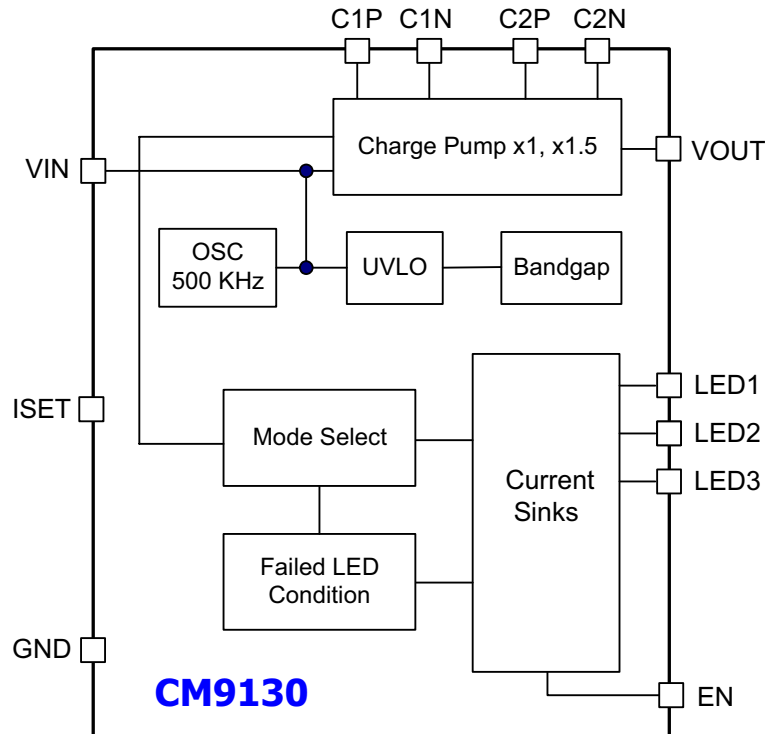 C1P C1N C2P C2N
Charge Pump x1, x1.5
VOUT
VIN
OSC
500 KHz
UVLO
Bandgap
LED1
ISET
Mode Select
LED2
Current
Sinks
LED3
Failed LED
Condition
GND
CM9130
EN